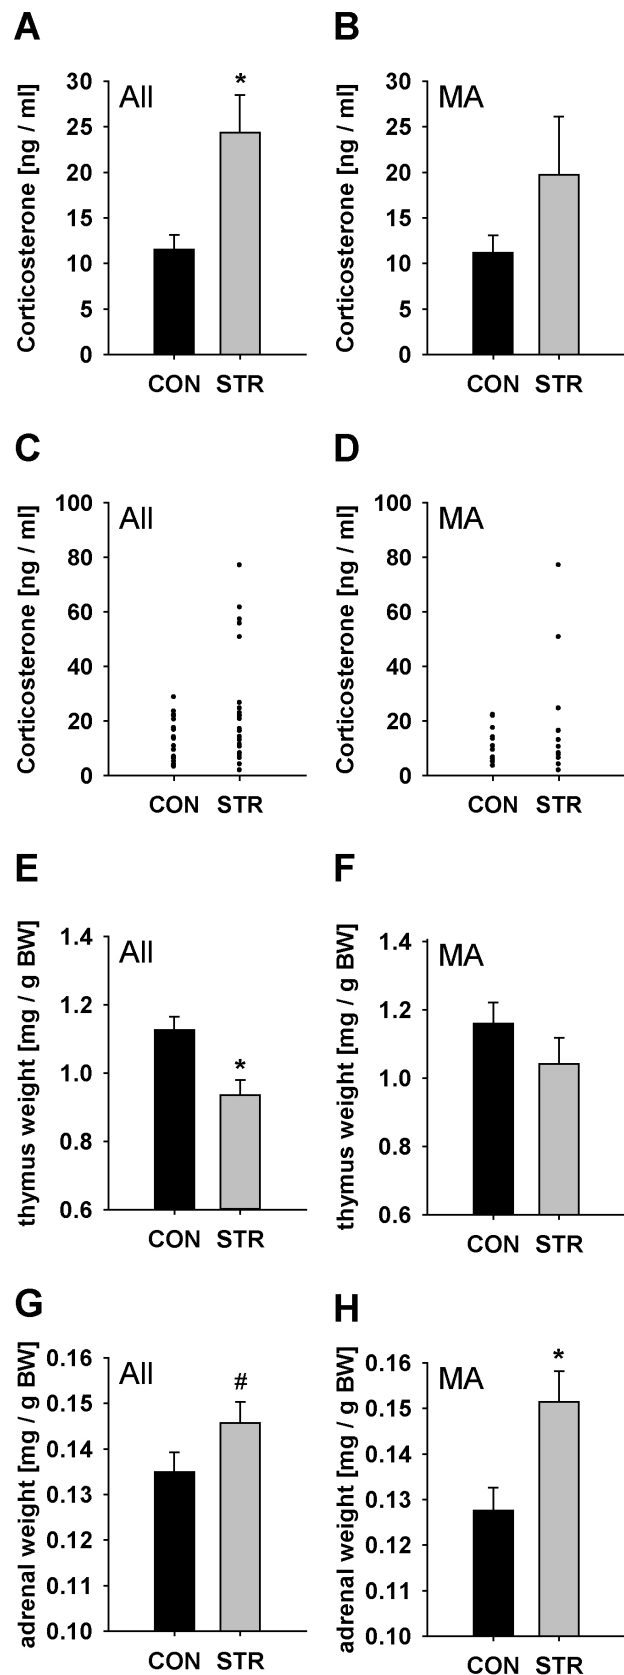 A
B
Corticosterone [ng / ml]
30
25
20
15
10
5
0
All
*
CON STR
Corticosterone [ng / ml]
30
25
20
15
10
5
0
MA
CON STR
C
D
Corticosterone [ng / ml]
100
80
60
40
20
0
All
CON STR
Corticosterone [ng / ml]
100
80
60
40
20
0
MA
CON STR
E
F
thymus weight [mg / g BW]
1.4
1.2
1.0
0.8
0.6
All
*
CON STR
thymus weight [mg / g BW]
1.4
1.2
1.0
0.8
0.6
MA
CON STR
G
H
adrenal weight [mg / g BW]
0.16
0.15
0.14
0.13
0.12
0.11
0.10
All
#
CON STR
adrenal weight [mg / g BW]
0.16
0.15
0.14
0.13
0.12
0.11
0.10
MA
*
CON STR